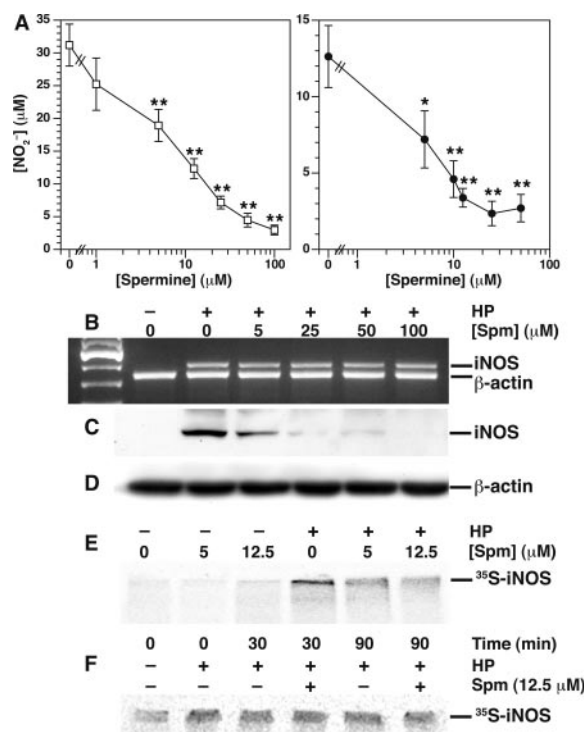 A
[NO₂⁻] (μM)
35
30
25
20
15
10
5
0
** ** ** ** **
0 1 10 100
[Spermine] (μM)
15
10
5
0
* ** ** ** **
0 1 10 100
[Spermine] (μM)
– + + + + + HP
B 0 0 5 25 50 100 [Spm] (μM)
iNOS
β-actin
C iNOS
D β-actin
– – – + + + HP
E 0 5 12.5 0 5 12.5 [Spm] (μM)
³⁵S-iNOS
0 0 30 30 90 90 Time (min)
F – + + + + + HP
– – – + – + Spm (12.5 μM)
³⁵S-iNOS